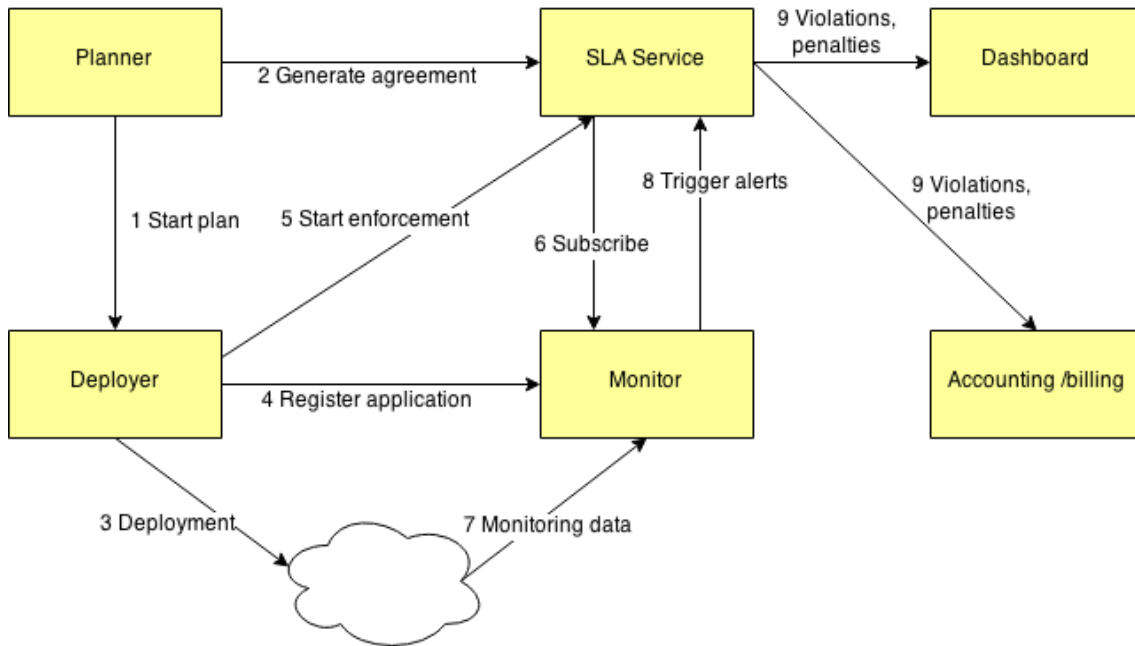 Planner
2 Generate agreement
SLA Service
9 Violations,
penalties
Dashboard
1 Start plan
5 Start enforcement
8 Trigger alerts
6 Subscribe
9 Violations,
penalties
Deployer
4 Register application
Monitor
Accounting /billing
3 Deployment
7 Monitoring data